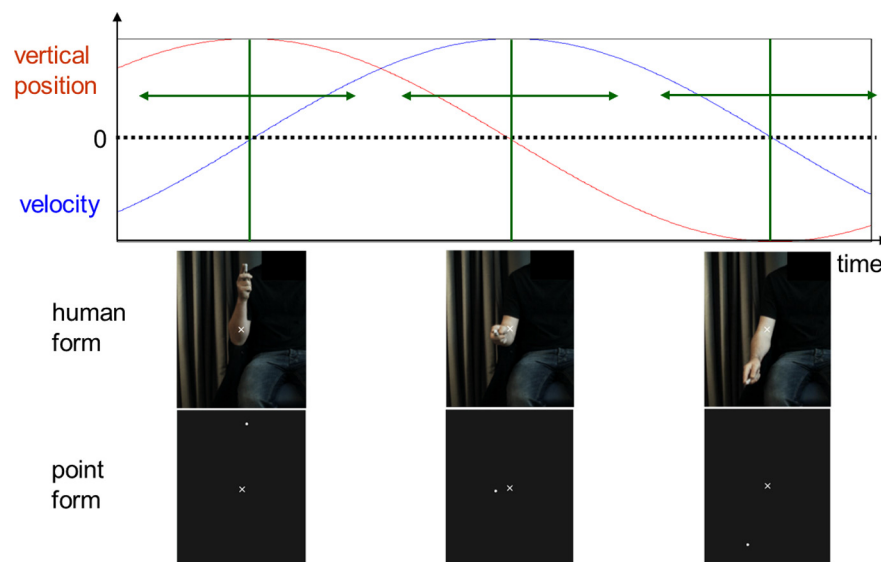 vertical
position
0
velocity
time
human
form
point
form